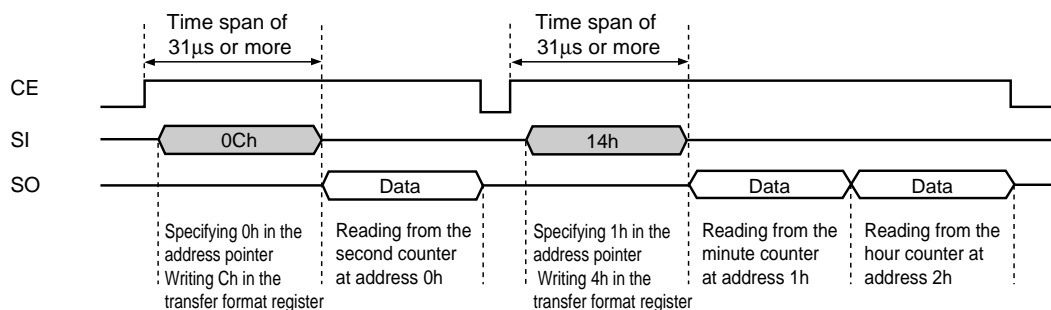 Time span of
31μs or more
Time span of
31μs or more
CE
SI
0Ch
14h
SO
Data
Data
Data
Specifying 0h in the
address pointer
Writing Ch in the
transfer format register
Reading from the
second counter
at address 0h
Specifying 1h in the
address pointer
Writing 4h in the
transfer format register
Reading from the
minute counter
at address 1h
Reading from the
hour counter at
address 2h